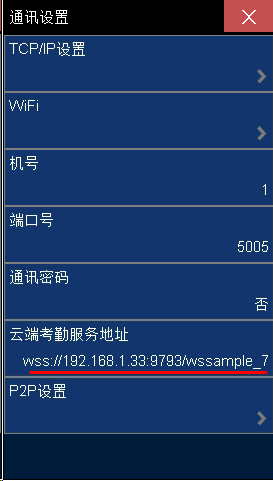 通讯设置
TCP/IP设置
WiFi
机号
1
端口号
5005
通讯密码
否
云端考勤服务地址
wss://192.168.1.33:9793/wssample_7
P2P设置